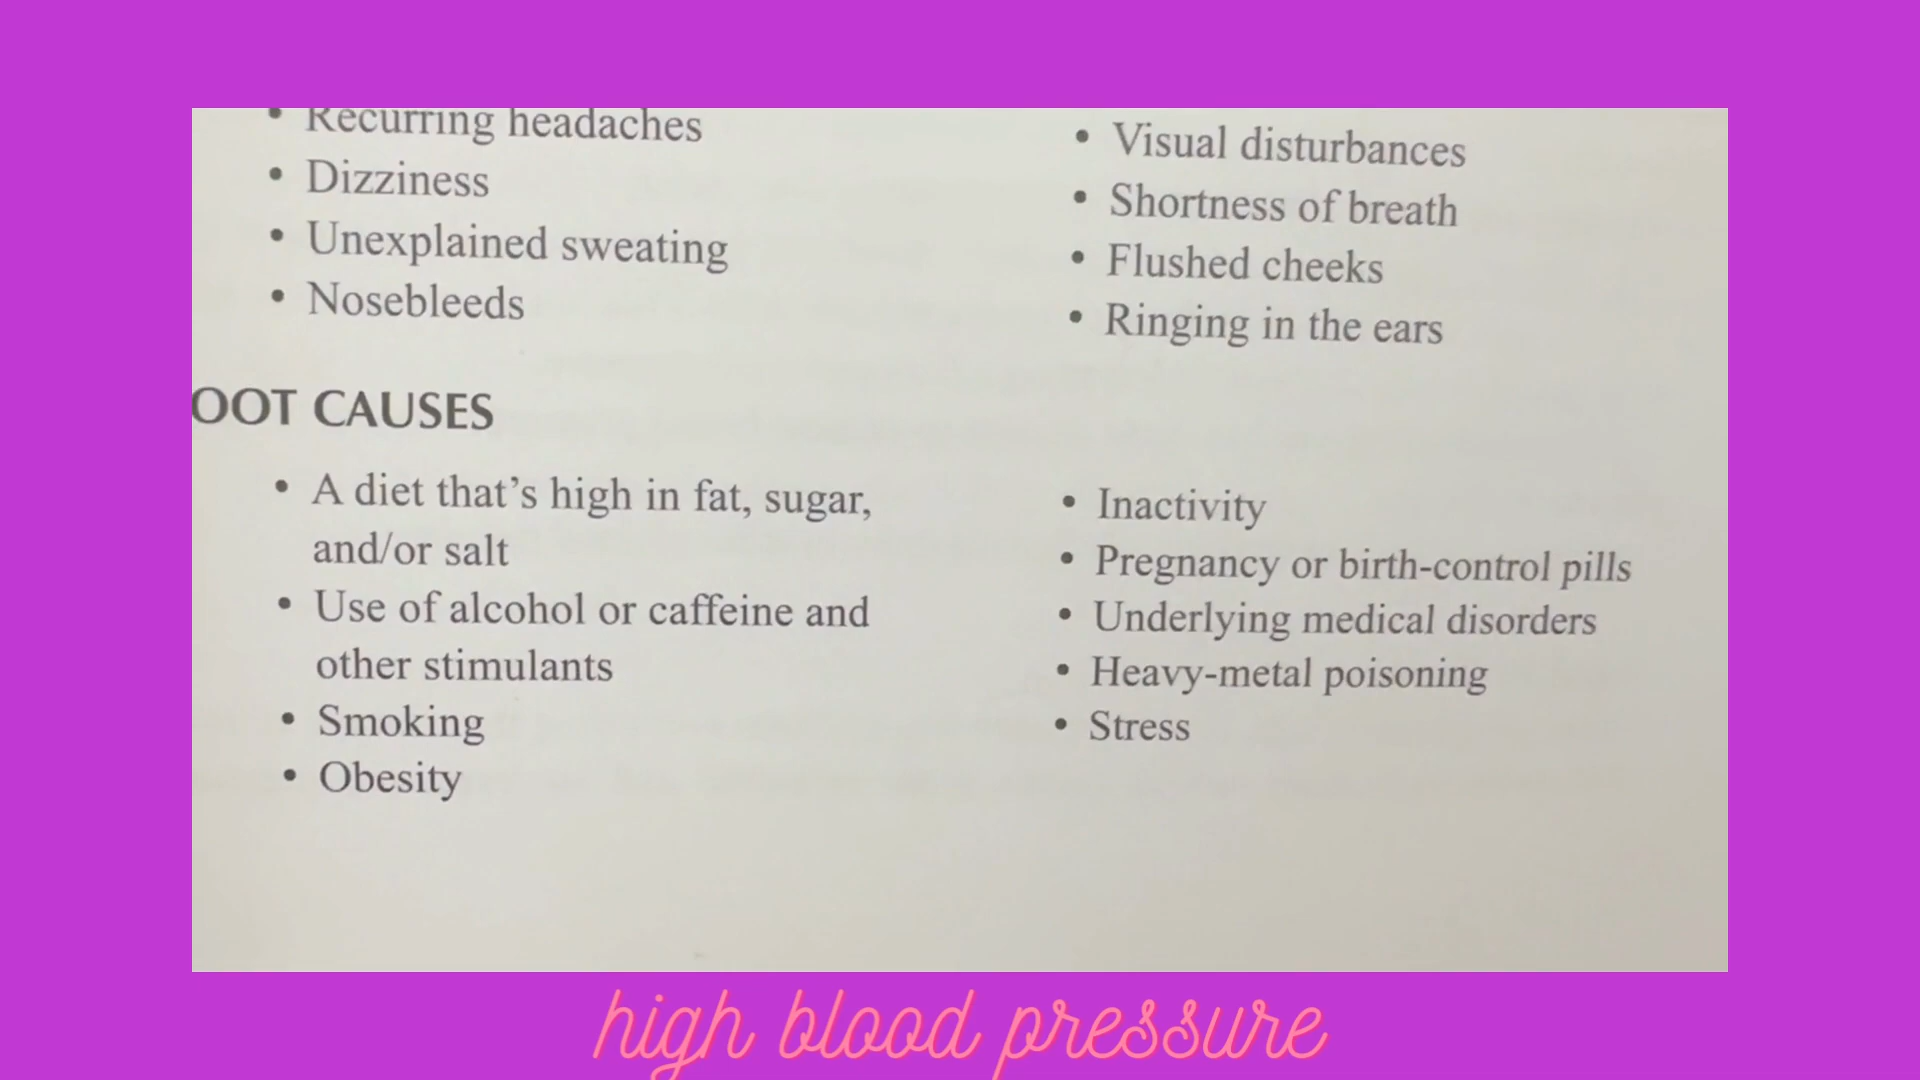 Recurring headaches
• Dizziness
• Unexplained sweating
• Nosebleeds
• Visual disturbances
• Shortness of breath
• Flushed cheeks
• Ringing in the ears
OOT CAUSES
• A diet that’s high in fat, sugar,
and/or salt
• Use of alcohol or caffeine and
other stimulants
• Smoking
• Obesity
• Inactivity
• Pregnancy or birth-control pills
• Underlying medical disorders
• Heavy-metal poisoning
• Stress
high blood pressure